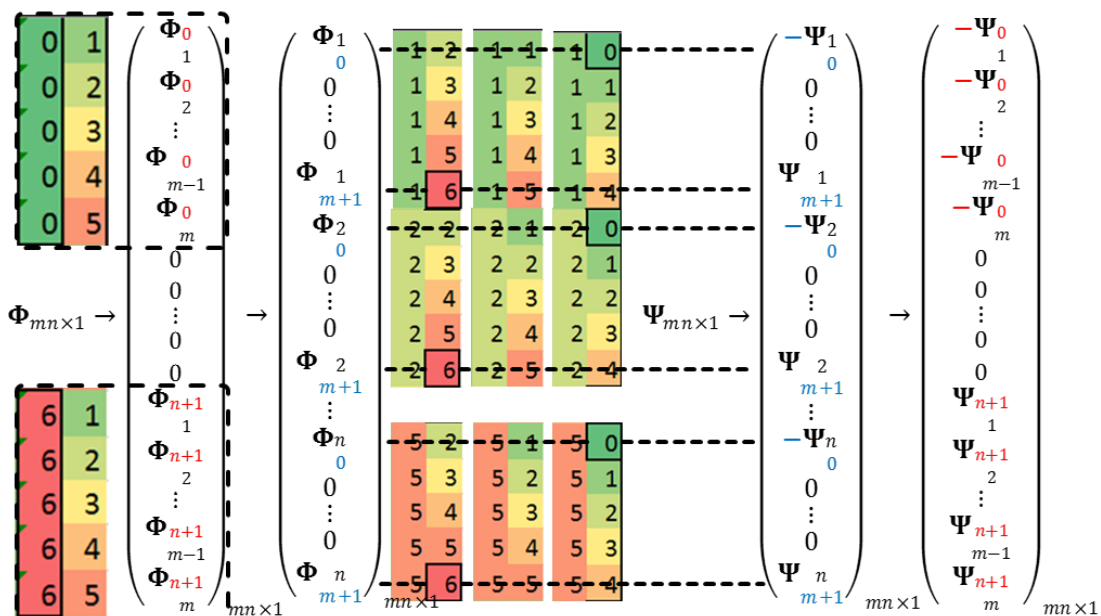 0 1
0 2
0 3
0 4
0 5
Φ_{mn×1} →
6 1
6 2
6 3
6 4
6 5
Φ_0
1
Φ_0
2
⋮
Φ_0
m−1
Φ_0
m
0
0
⋮
0
0
Φ_{n+1}
1
Φ_{n+1}
2
⋮
Φ_{n+1}
m−1
Φ_{n+1}
m
mn×1
→
Φ_1
0
0
⋮
0
Φ_1
m+1
Φ_2
0
0
⋮
0
Φ_2
m+1
⋮
Φ_n
0
0
⋮
0
Φ_n
m+1
mn×1
1 2 1 1 1 0
1 3 1 2 1 1
1 4 1 3 1 2
1 5 1 4 1 3
1 6 1 5 1 4
2 2 2 1 2 0
2 3 2 2 2 1
2 4 2 3 2 2
2 5 2 4 2 3
2 6 2 5 2 4
5 2 5 1 5 0
5 3 5 2 5 1
5 4 5 3 5 2
5 5 5 4 5 3
5 6 5 5 5 4
Ψ_{mn×1} →
−Ψ_1
0
0
⋮
0
Ψ_1
m+1
−Ψ_2
0
0
⋮
0
Ψ_2
m+1
⋮
−Ψ_n
0
0
⋮
0
Ψ_n
m+1
mn×1
→
−Ψ_0
1
−Ψ_0
2
⋮
−Ψ_0
m−1
−Ψ_0
m
0
0
⋮
0
0
Ψ_{n+1}
1
Ψ_{n+1}
2
⋮
Ψ_{n+1}
m−1
Ψ_{n+1}
m
mn×1